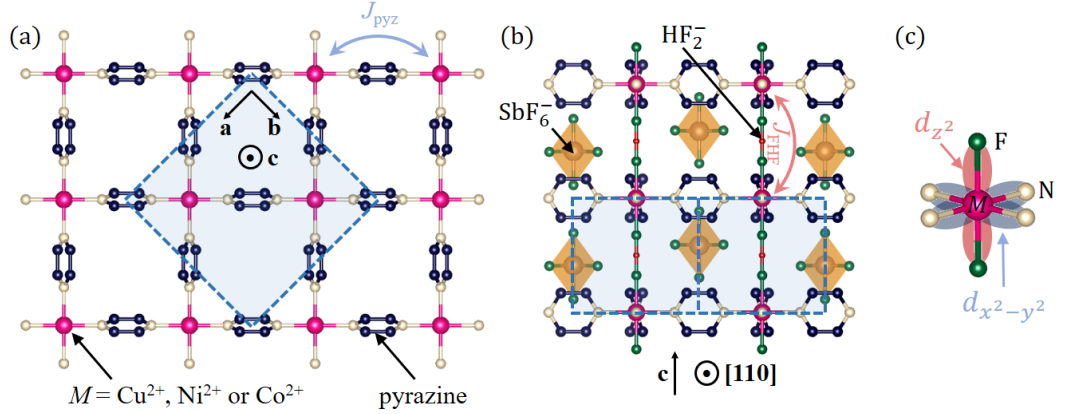 (a)
J_pyz
a
b
c
M = Cu²⁺, Ni²⁺ or Co²⁺
pyrazine
(b)
HF₂⁻
SbF₆⁻
J_FHF
c
[110]
(c)
d_z²
F
N
M
d_x²−y²